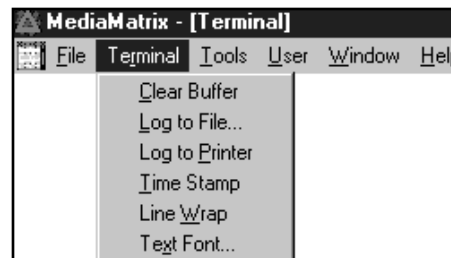 MediaMatrix - [Terminal]
File Terminal Tools User Window Hel
Clear Buffer
Log to File...
Log to Printer
Time Stamp
Line Wrap
Text Font...